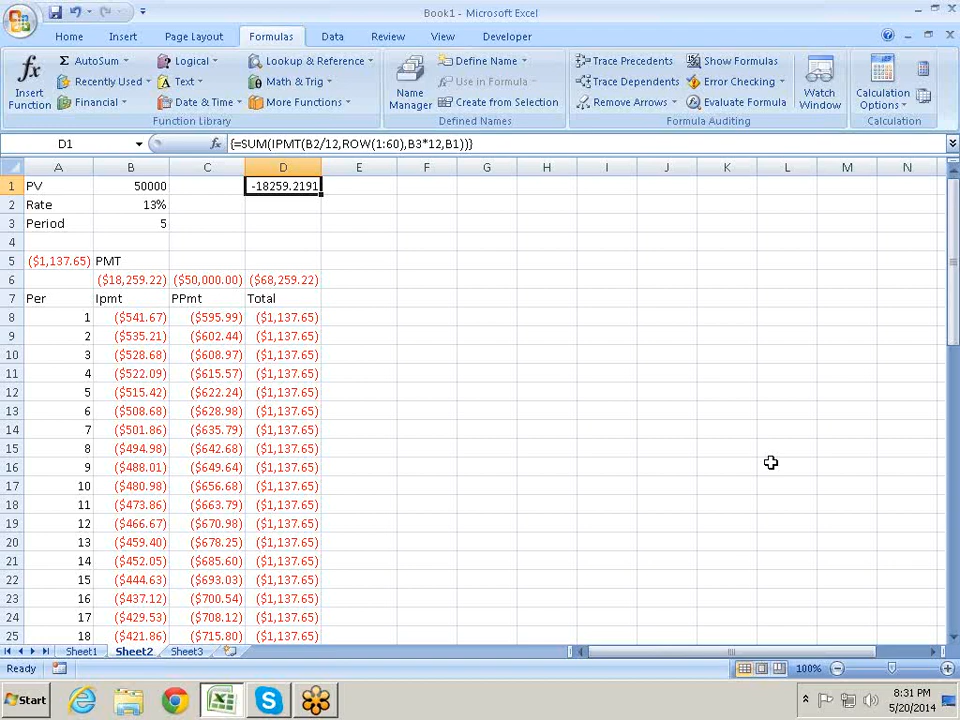 Book1 - Microsoft Excel
Home Insert Page Layout Formulas Data Review View Developer
fx Insert Function
Σ AutoSum
Recently Used
Financial
Logical
Text
Date & Time
Lookup & Reference
Math & Trig
More Functions
Function Library
Name Manager
Define Name
Use in Formula
Create from Selection
Defined Names
Trace Precedents
Trace Dependents
Remove Arrows
Show Formulas
Error Checking
Evaluate Formula
Formula Auditing
Watch Window
Calculation Options
Calculation
D1 fx {=SUM(IPMT(B2/12,ROW(1:60),B3*12,B1))}
A B C D E F G H I J K L M N
1 PV 50000 -18259.2191
2 Rate 13%
3 Period 5
4
5 ($1,137.65) PMT
6 ($18,259.22) ($50,000.00) ($68,259.22)
7 Per Ipmt PPmt Total
8 1 ($541.67) ($595.99) ($1,137.65)
9 2 ($535.21) ($602.44) ($1,137.65)
10 3 ($528.68) ($608.97) ($1,137.65)
11 4 ($522.09) ($615.57) ($1,137.65)
12 5 ($515.42) ($622.24) ($1,137.65)
13 6 ($508.68) ($628.98) ($1,137.65)
14 7 ($501.86) ($635.79) ($1,137.65)
15 8 ($494.98) ($642.68) ($1,137.65)
16 9 ($488.01) ($649.64) ($1,137.65)
17 10 ($480.98) ($656.68) ($1,137.65)
18 11 ($473.86) ($663.79) ($1,137.65)
19 12 ($466.67) ($670.98) ($1,137.65)
20 13 ($459.40) ($678.25) ($1,137.65)
21 14 ($452.05) ($685.60) ($1,137.65)
22 15 ($444.63) ($693.03) ($1,137.65)
23 16 ($437.12) ($700.54) ($1,137.65)
24 17 ($429.53) ($708.12) ($1,137.65)
25 18 ($421.86) ($715.80) ($1,137.65)
Sheet1 Sheet2 Sheet3
Ready 100%
Start 8:31 PM
5/20/2014